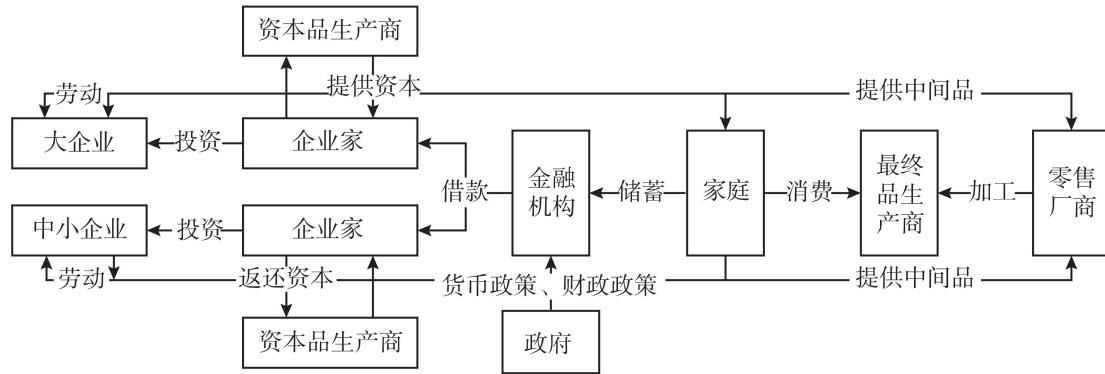 资本品生产商
劳动
提供资本
提供中间品
大企业
投资
企业家
借款
金融
机构
储蓄
家庭
消费
最终
品生
产商
加工
零售
厂商
中小企业
投资
企业家
劳动
返还资本
货币政策、财政政策
提供中间品
资本品生产商
政府